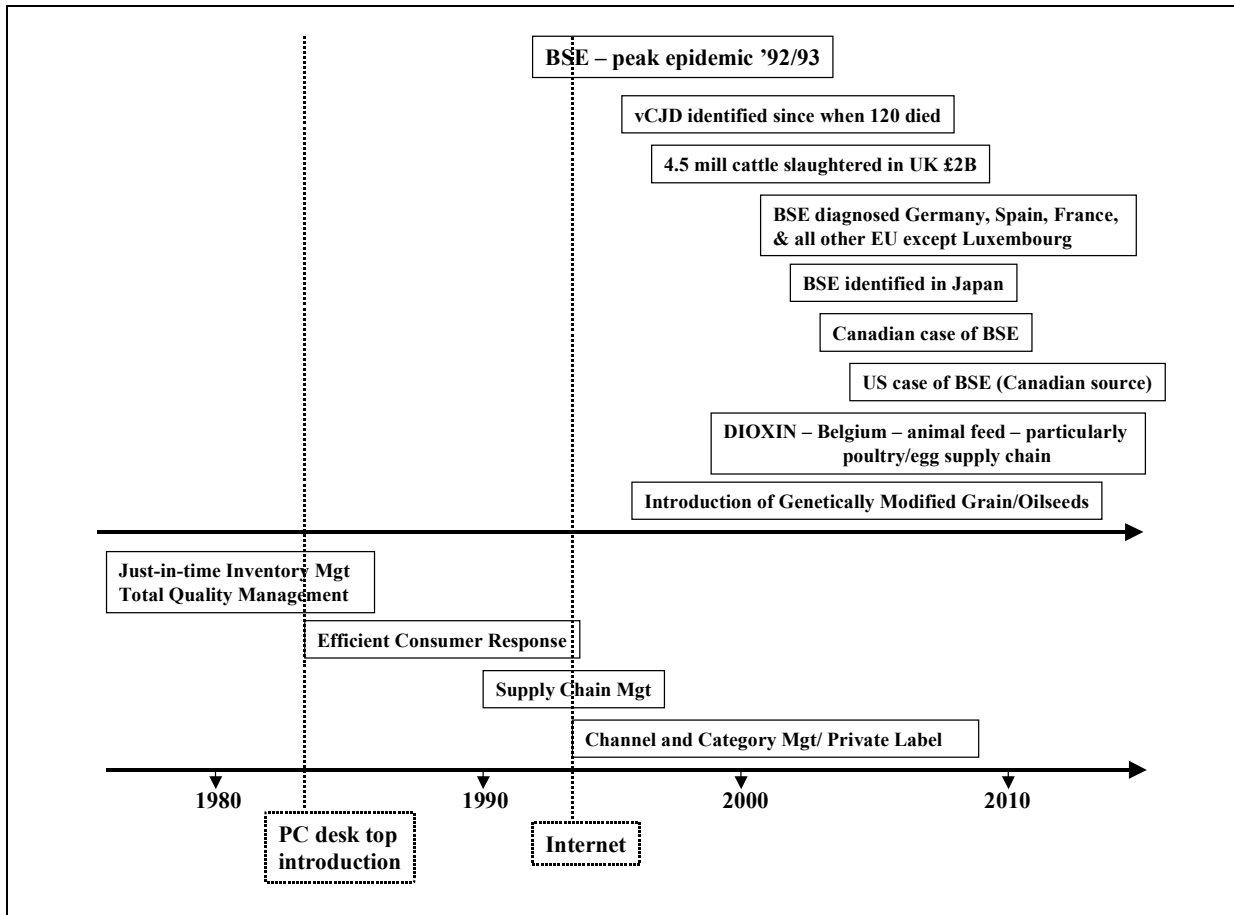 BSE – peak epidemic ’92/93
vCJD identified since when 120 died
4.5 mill cattle slaughtered in UK £2B
BSE diagnosed Germany, Spain, France,
& all other EU except Luxembourg
BSE identified in Japan
Canadian case of BSE
US case of BSE (Canadian source)
DIOXIN – Belgium – animal feed – particularly
poultry/egg supply chain
Introduction of Genetically Modified Grain/Oilseeds
Just-in-time Inventory Mgt
Total Quality Management
Efficient Consumer Response
Supply Chain Mgt
Channel and Category Mgt/ Private Label
1980 1990 2000 2010
PC desk top
introduction
Internet